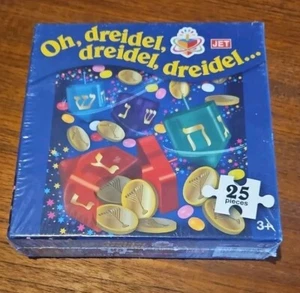 Oh, dreidel,
dreidel, dreidel...
JET
ש
ש
ה
נ
25
pieces
3+